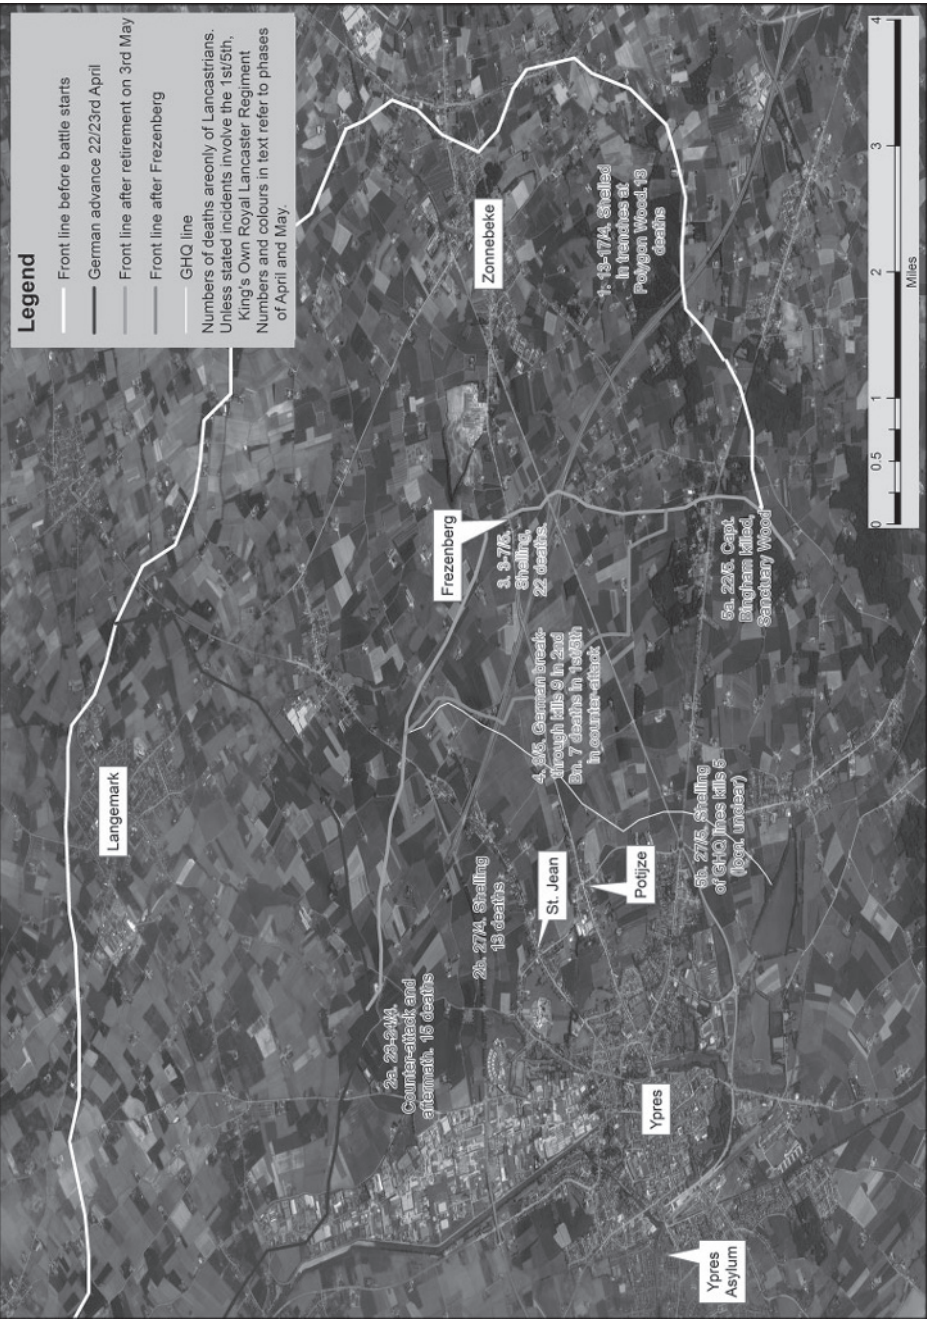 Legend
Front line before battle starts
German advance 22/23rd April
Front line after retirement on 3rd May
Front line after Frezenberg
GHQ line
Numbers of deaths areonly of Lancastrians.
Unless stated incidents involve the 1st/5th,
King's Own Royal Lancaster Regiment
Numbers and colours in text refer to phases
of April and May.
Langemark
Zonnebeke
1. 13-17/4. Shelled
in trenches at
Polygon Wood.13
deaths
Frezenberg
3. 3-7/5.
Shelling,
22 deaths.
2a. 23-24/4.
Counter-attack and
aftermath. 15 deaths
2b. 27/4. Shelling
13 deaths
St. Jean
4. 8/5. German break-
through kills 9 in 2nd
Bn. 7 deaths in 1st/5th
in counter-attack
Potijze
5a. 22/5. Capt.
Bingham killed,
Sanctuary Wood
5b. 27/5. Shelling
of GHQ lines kills 5
(locat. unclear)
Ypres
Ypres
Asylum
0 0.5 1 2 3 4
Miles